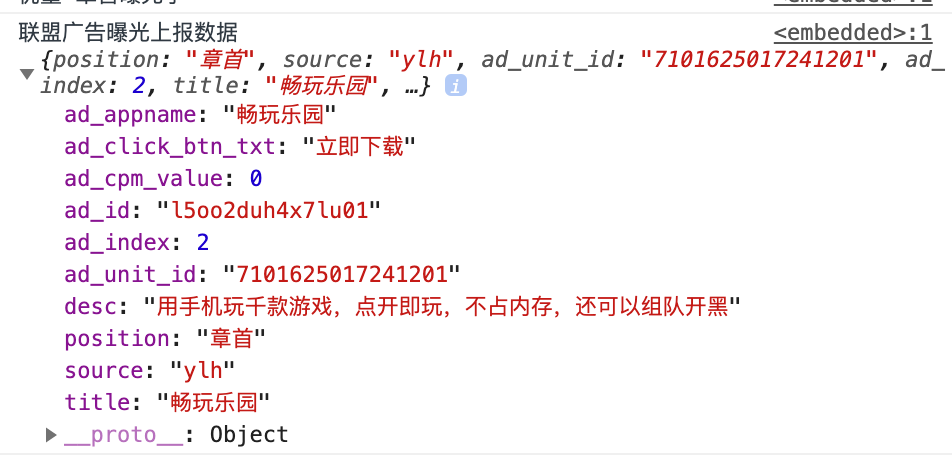 联盟广告曝光上报数据 <embedded>:1
{position: "章首", source: "ylh", ad_unit_id: "7101625017241201", ad_
index: 2, title: "畅玩乐园", …} i
ad_appname: "畅玩乐园"
ad_click_btn_txt: "立即下载"
ad_cpm_value: 0
ad_id: "l5oo2duh4x7lu01"
ad_index: 2
ad_unit_id: "7101625017241201"
desc: "用手机玩千款游戏，点开即玩，不占内存，还可以组队开黑"
position: "章首"
source: "ylh"
title: "畅玩乐园"
__proto__: Object